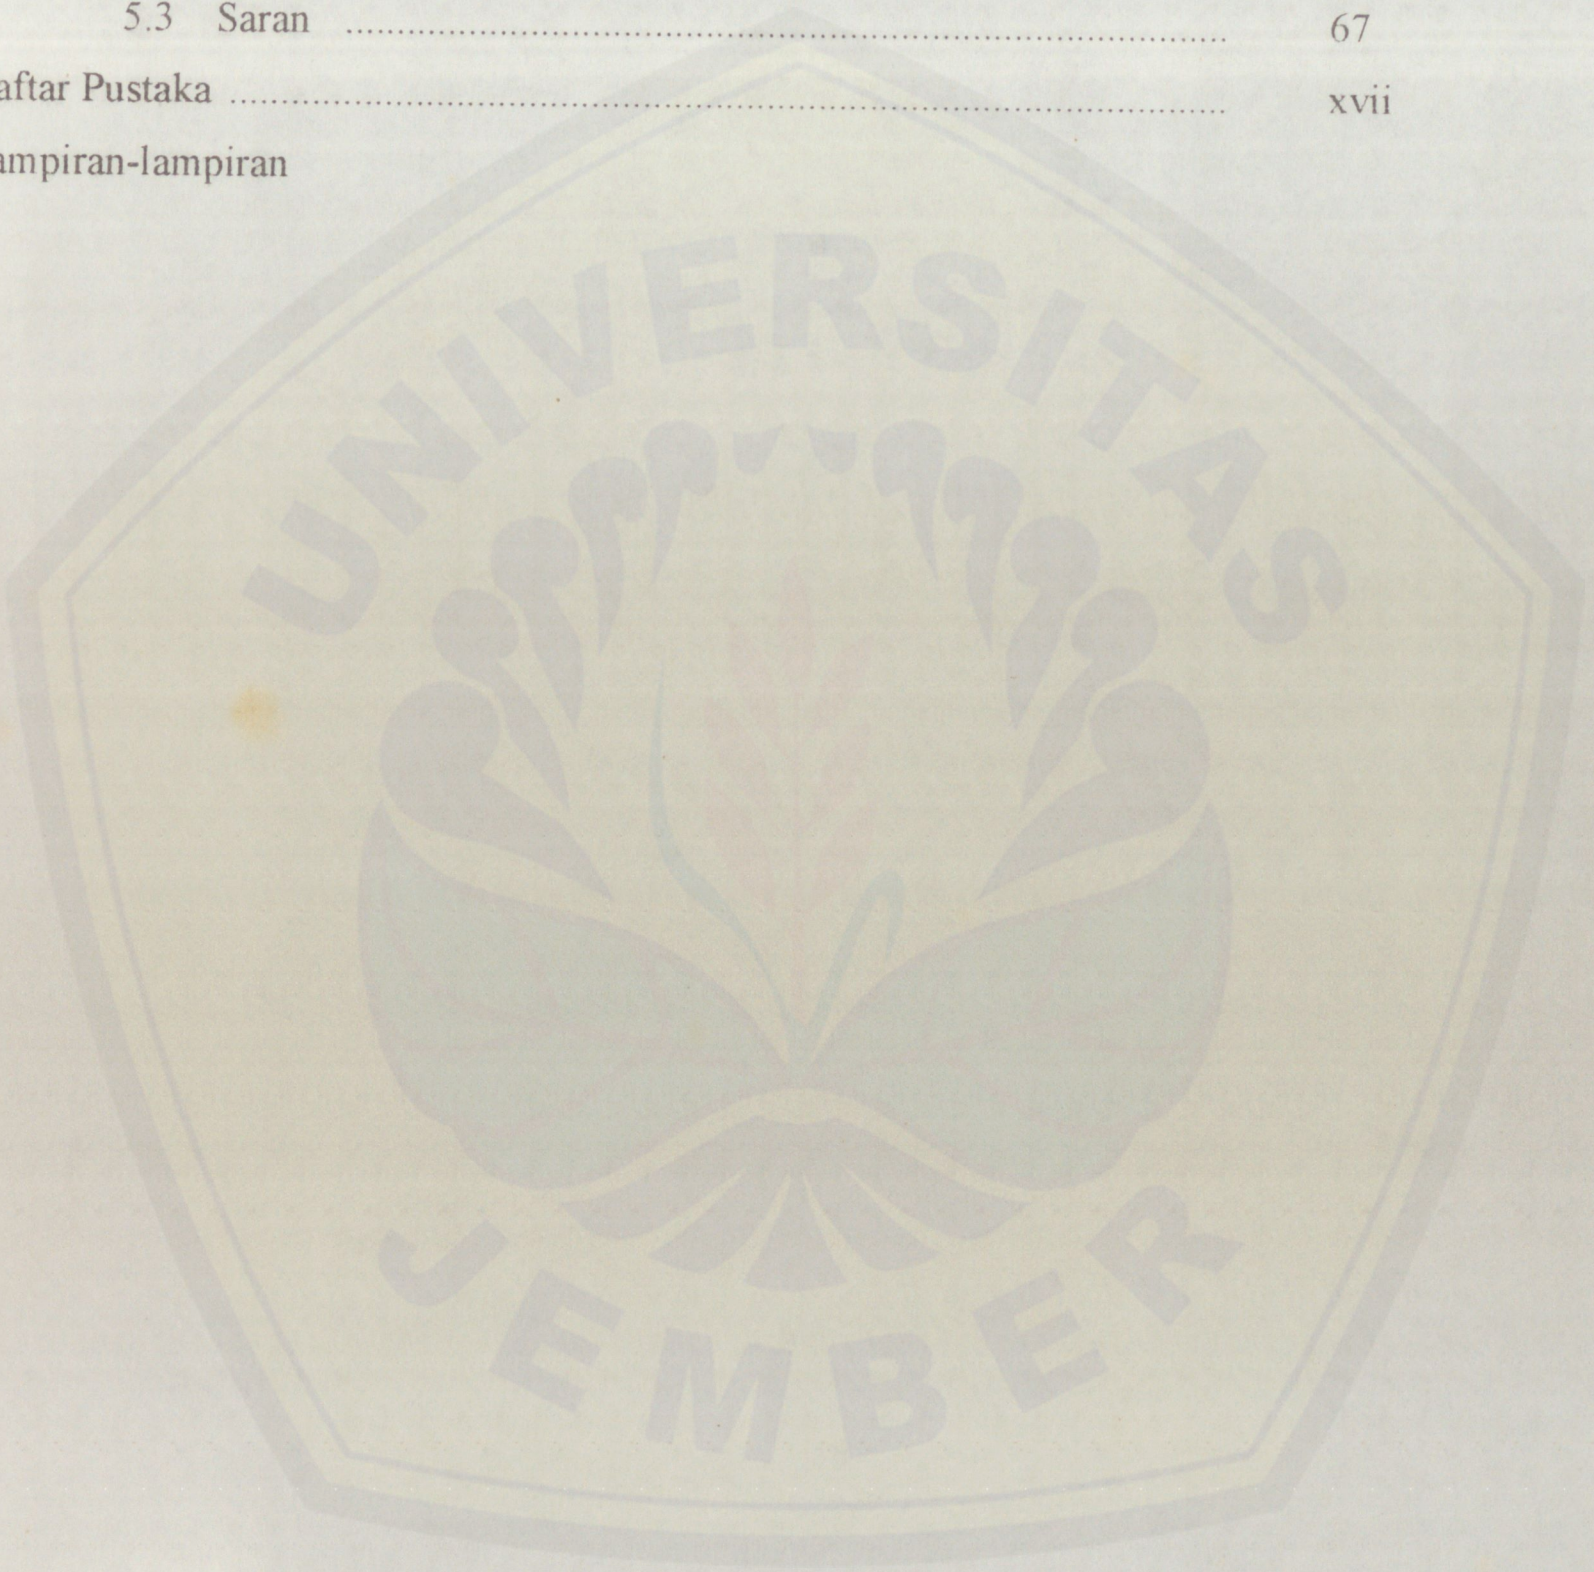 5.3 Saran ........................................................................ 67
aftar Pustaka ........................................................................ xvii
ampiran-lampiran
UNIVERSITAS
JEMBER